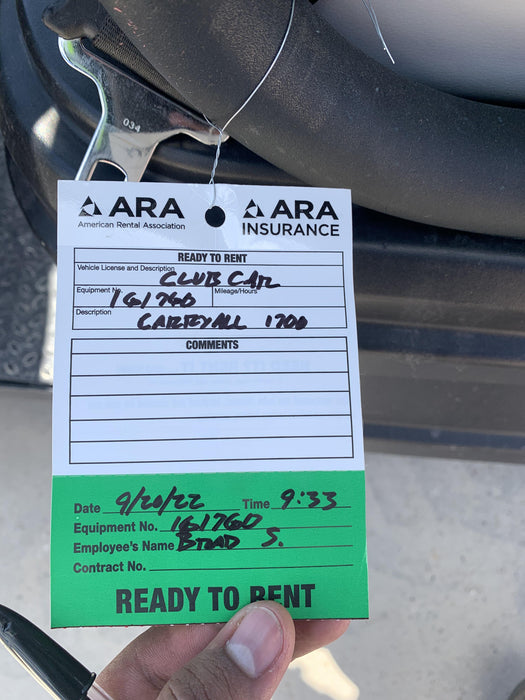 034
ARA
American Rental Association
ARA
INSURANCE
READY TO RENT
Vehicle License and Description CLUB CAR
Equipment No. 161760 Mileage/Hours
Description CARRYALL 1700
COMMENTS
Date 9/20/22 Time 9:33
Equipment No. 161760
Employee's Name BRAD S.
Contract No.
READY TO RENT